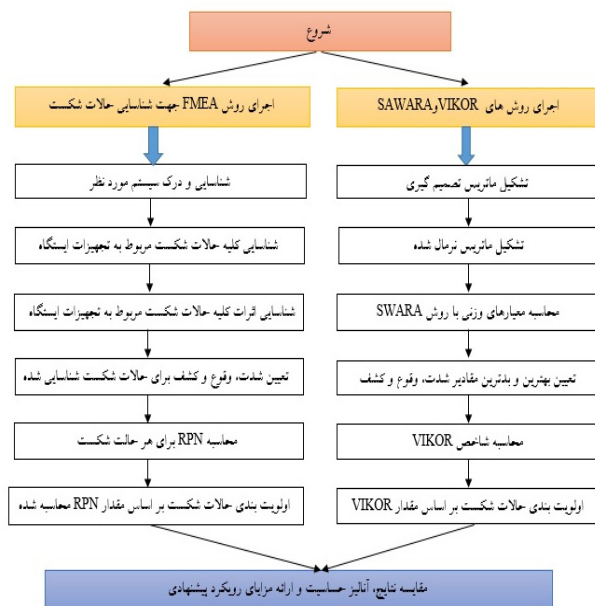 شروع
اجرای روش های VIKOR وSAWARA
تشکیل ماتریس تصمیم گیری
تشکیل ماتریس نرمال شده
محاسبه معیارهای وزنی با روش SWARA
تعیین بهترین و بدترین مقادیر شدت، وقوع و کشف
محاسبه شاخص VIKOR
اولویت بندی حالات شکست بر اساس مقدار VIKOR
اجرای روش FMEA جهت شناسایی حالات شکست
شناسایی و درک سیستم مورد نظر
شناسایی کلیه حالات شکست مربوط به تجهیزات ایستگاه
شناسایی اثرات کلیه حالات شکست مربوط به تجهیزات ایستگاه
تعیین شدت، وقوع و کشف برای حالات شکست شناسایی شده
محاسبه RPN برای هر حالت شکست
اولویت بندی حالات شکست بر اساس مقدار RPN محاسبه شده
مقایسه نتایج، آنالیز حساسیت و ارائه مزایای رویکرد پیشنهادی